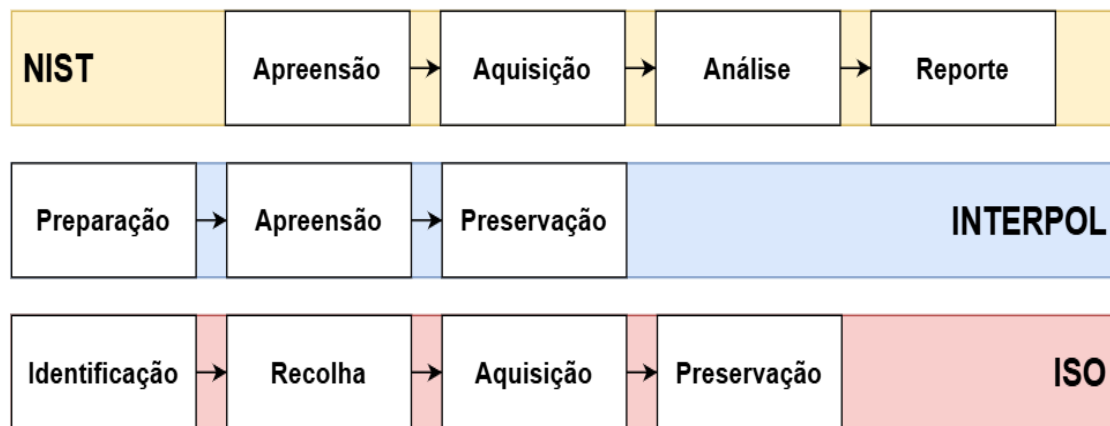 NIST
Apreensão
Aquisição
Análise
Reporte
Preparação
Apreensão
Preservação
INTERPOL
Identificação
Recolha
Aquisição
Preservação
ISO